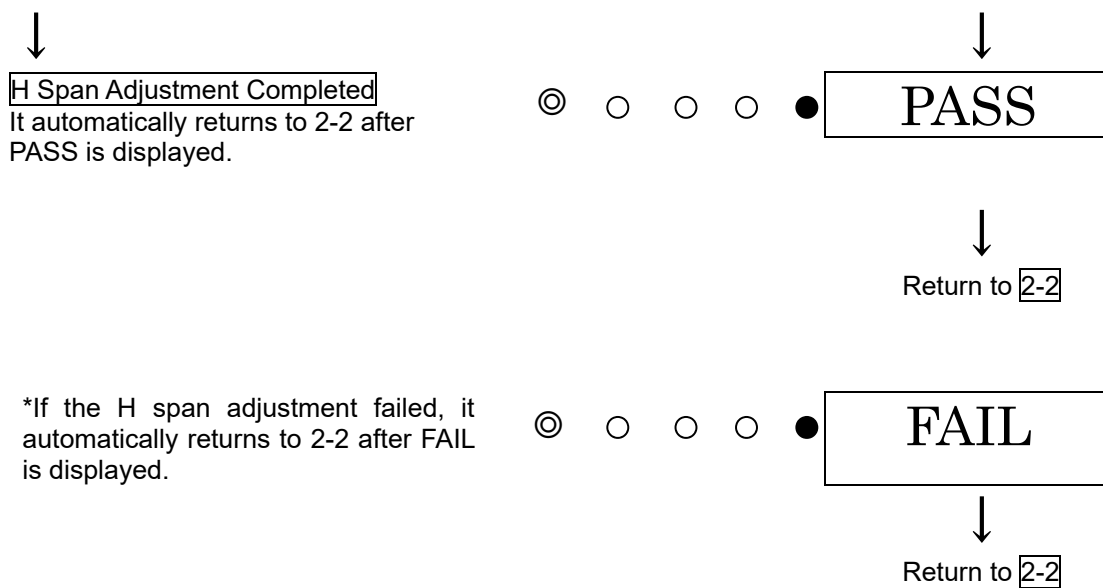 ↓ ↓
H Span Adjustment Completed
It automatically returns to 2-2 after
PASS is displayed.
◎ ○ ○ ○ ● PASS
↓
Return to 2-2
*If the H span adjustment failed, it
automatically returns to 2-2 after FAIL
is displayed.
◎ ○ ○ ○ ● FAIL
↓
Return to 2-2